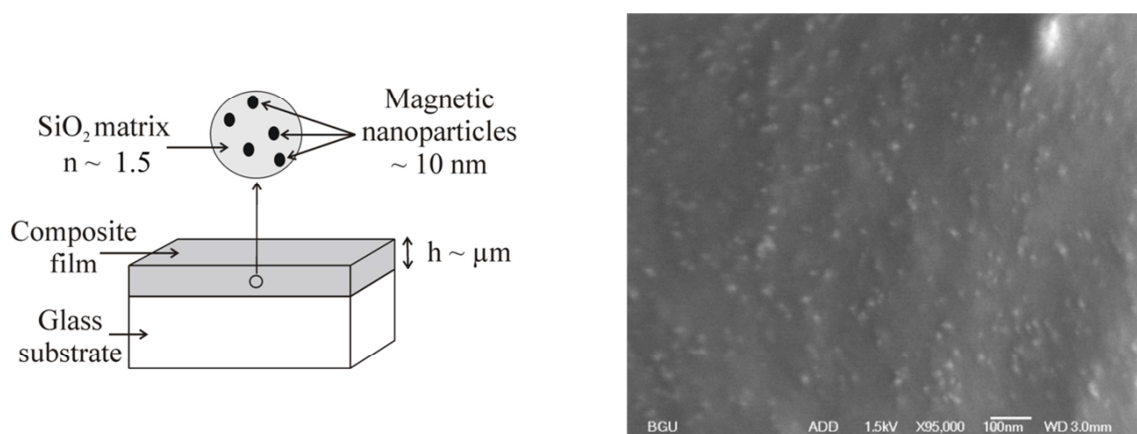 SiO₂ matrix
n ~ 1.5
Magnetic
nanoparticles
~ 10 nm
Composite
film
h ~ μm
Glass
substrate
BGU ADD 1.5kV X95,000 100nm WD 3.0mm